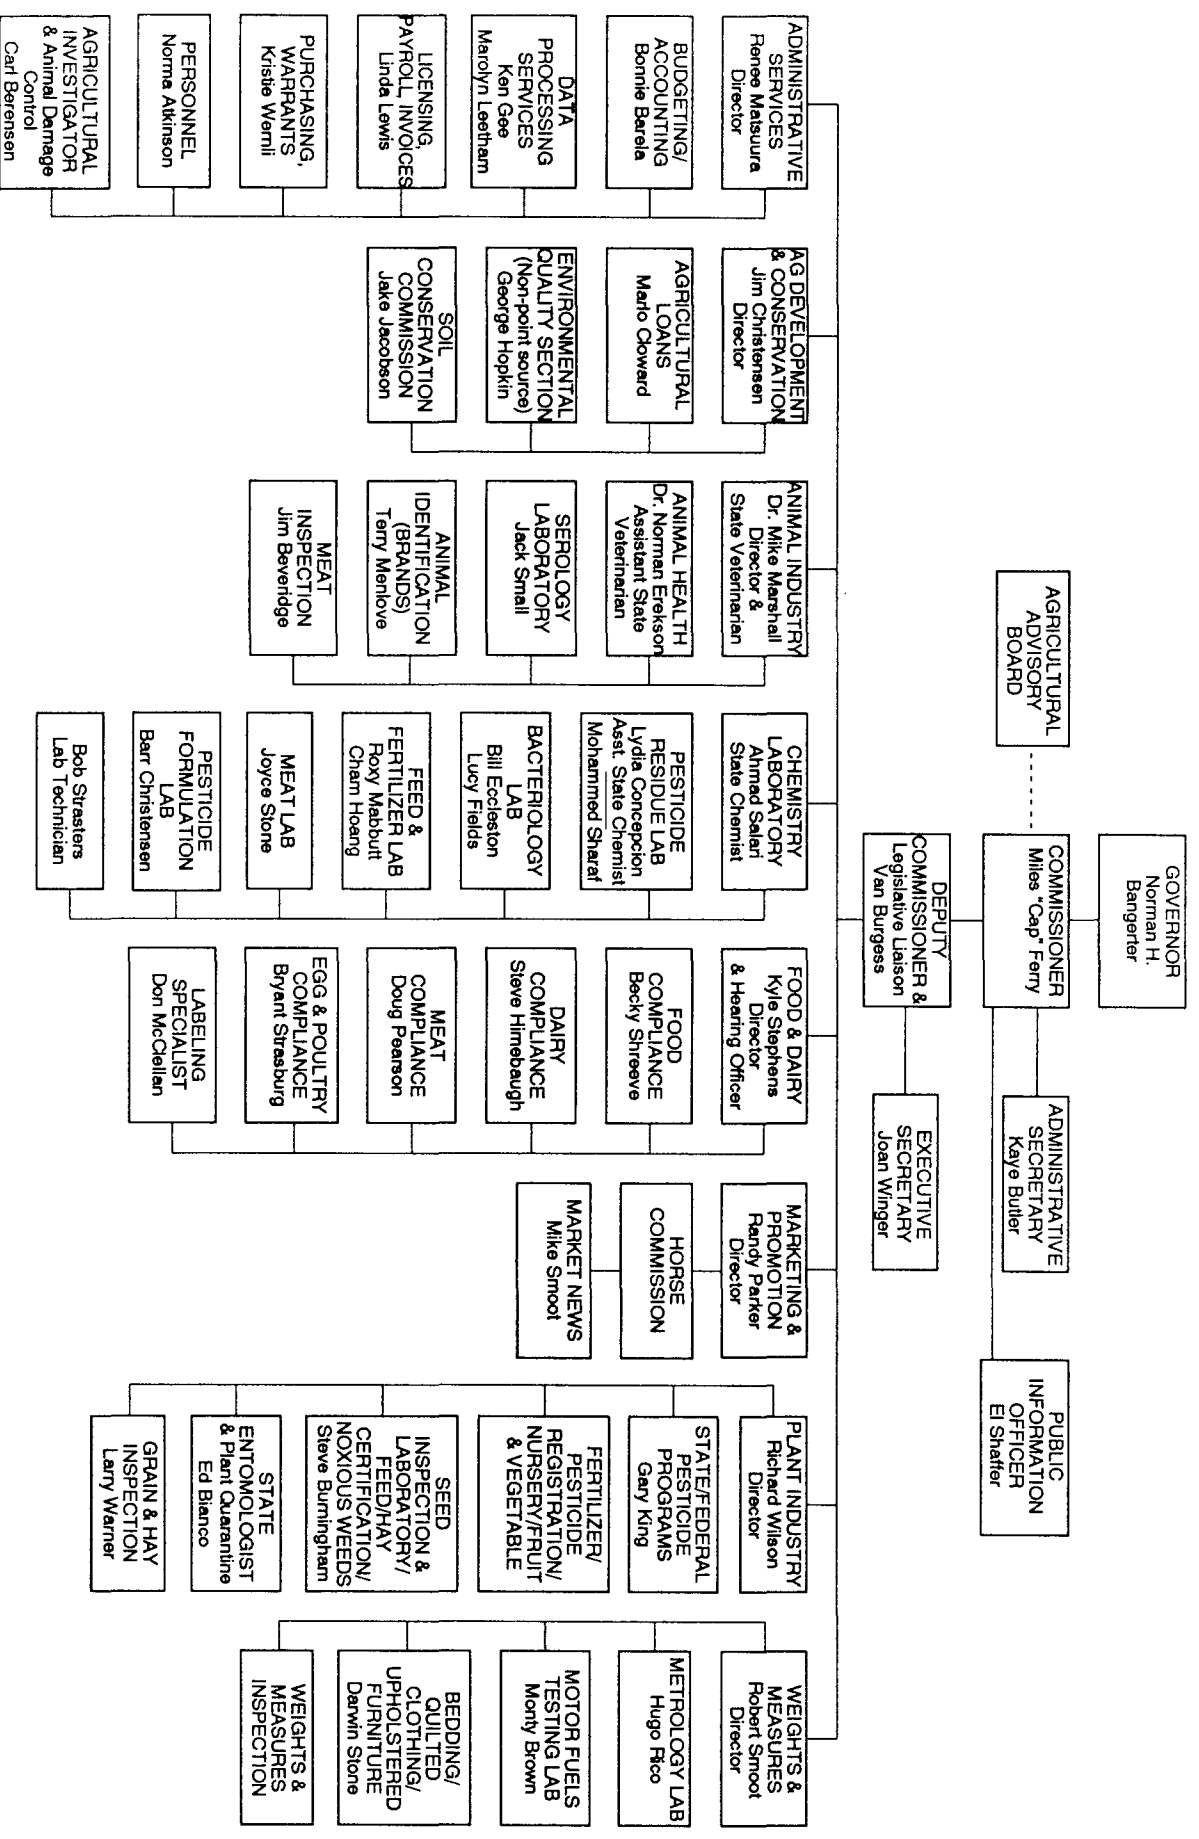 GOVERNOR
Norman H.
Bangerter
AGRICULTURAL
ADVISORY
BOARD
COMMISSIONER
Miles "Cap" Ferry
ADMINISTRATIVE
SECRETARY
Kaye Butler
PUBLIC
INFORMATION
OFFICER
El Shaffer
DEPUTY
COMMISSIONER &
Legislative Liaison
Van Burgess
EXECUTIVE
SECRETARY
Joan Winger
ADMINISTRATIVE
SERVICES
Renee Matsuura
Director
BUDGETING/
ACCOUNTING
Bonnie Barela
DATA
PROCESSING
SERVICES
Ken Gee
Marolyn Leetham
LICENSING,
PAYROLL, INVOICES
Linda Lewis
PURCHASING,
WARRANTS
Kristie Wernli
PERSONNEL
Norma Atkinson
AGRICULTURAL
INVESTIGATOR
& Animal Damage
Control
Carl Berensen
AG DEVELOPMENT
& CONSERVATION
Jim Christensen
Director
AGRICULTURAL
LOANS
Marlo Cloward
ENVIRONMENTAL
QUALITY SECTION
(Non-point source)
George Hopkin
SOIL
CONSERVATION
COMMISSION
Jake Jacobson
ANIMAL INDUSTRY
Dr. Mike Marshall
Director &
State Veterinarian
ANIMAL HEALTH
Dr. Norman Erekson
Assistant State
Veterinarian
SEROLOGY
LABORATORY
Jack Small
ANIMAL
IDENTIFICATION
(BRANDS)
Terry Menlove
MEAT
INSPECTION
Jim Beveridge
CHEMISTRY
LABORATORY
Ahmad Salari
State Chemist
PESTICIDE
RESIDUE LAB
Lydia Concepcion
Asst. State Chemist
Mohammed Sharaf
BACTERIOLOGY
LAB
Bill Eccleston
Lucy Fields
FEED &
FERTILIZER LAB
Roxy Mabbutt
Cham Hoang
MEAT LAB
Joyce Stone
PESTICIDE
FORMULATION
LAB
Barr Christensen
Bob Strasters
Lab Technician
FOOD & DAIRY
Kyle Stephens
Director
& Hearing Officer
FOOD
COMPLIANCE
Becky Shreeve
DAIRY
COMPLIANCE
Steve Himebaugh
MEAT
COMPLIANCE
Doug Pearson
EGG & POULTRY
COMPLIANCE
Bryant Strasburg
LABELING
SPECIALIST
Don McClellan
MARKETING &
PROMOTION
Randy Parker
Director
HORSE
COMMISSION
MARKET NEWS
Mike Smoot
PLANT INDUSTRY
Richard Wilson
Director
STATE/FEDERAL
PESTICIDE
PROGRAMS
Gary King
FERTILIZER/
PESTICIDE
REGISTRATION/
NURSERY/FRUIT
& VEGETABLE
SEED
INSPECTION &
LABORATORY/
FEED/HAY
CERTIFICATION/
NOXIOUS WEEDS
Steve Burningham
STATE
ENTOMOLOGIST
& Plant Quarantine
Ed Bianco
GRAIN & HAY
INSPECTION
Larry Warner
WEIGHTS &
MEASURES
Robert Smoot
Director
METROLOGY LAB
Hugo Rico
MOTOR FUELS
TESTING LAB
Monty Brown
BEDDING/
QUILTED
CLOTHING/
UPHOLSTERED
FURNITURE
Darwin Stone
WEIGHTS &
MEASURES
INSPECTION